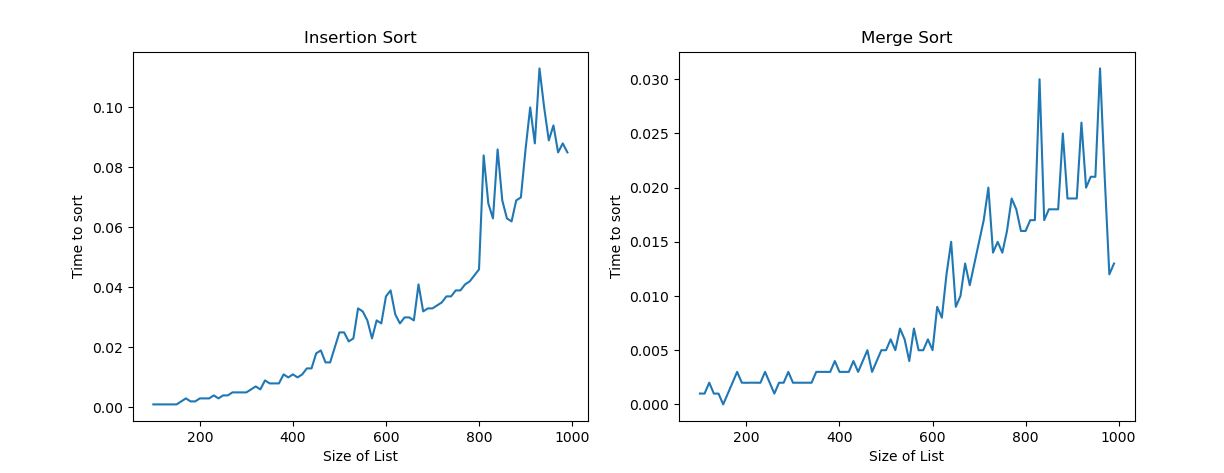 Insertion Sort
Time to sort
0.10
0.08
0.06
0.04
0.02
0.00
200 400 600 800 1000
Size of List
Merge Sort
Time to sort
0.030
0.025
0.020
0.015
0.010
0.005
0.000
200 400 600 800 1000
Size of List